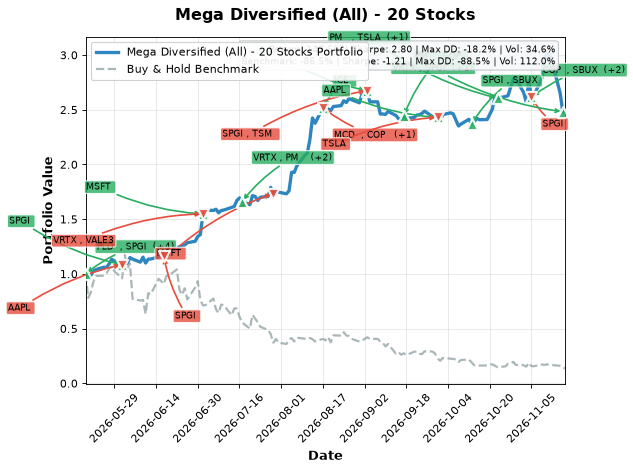 Mega Diversified (All) - 20 Stocks
PM , TSLA (+1)
Mega Diversified (All) - 20 Stocks Portfolio
Buy & Hold Benchmark
Sharpe: 2.80 | Max DD: -18.2% | Vol: 34.6%
Benchmark: -86.5% | Sharpe: -1.21 | Max DD: -88.5% | Vol: 112.0%
SBUX (+2)
SPGI , SBUX
AAPL
SPGI
SPGI , TSM
MCD , COP (+1)
TSLA
VRTX , PM (+2)
MSFT
SPGI
VRTX , VALE3
SPGI (+4)
AAPL
SPGI
Portfolio Value
3.0
2.5
2.0
1.5
1.0
0.5
0.0
2026-05-29
2026-06-14
2026-06-30
2026-07-16
2026-08-01
2026-08-17
2026-09-02
2026-09-18
2026-10-04
2026-10-20
2026-11-05
Date